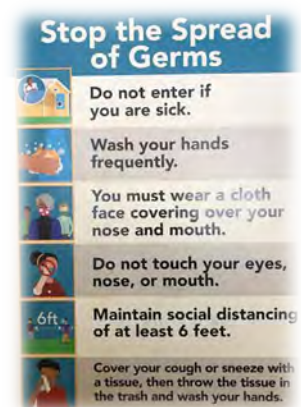 Stop the Spread
of Germs
Do not enter if
you are sick.
Wash your hands
frequently.
You must wear a cloth
face covering over your
nose and mouth.
Do not touch your eyes,
nose, or mouth.
6ft
Maintain social distancing
of at least 6 feet.
Cover your cough or sneeze with
a tissue, then throw the tissue in
the trash and wash your hands.